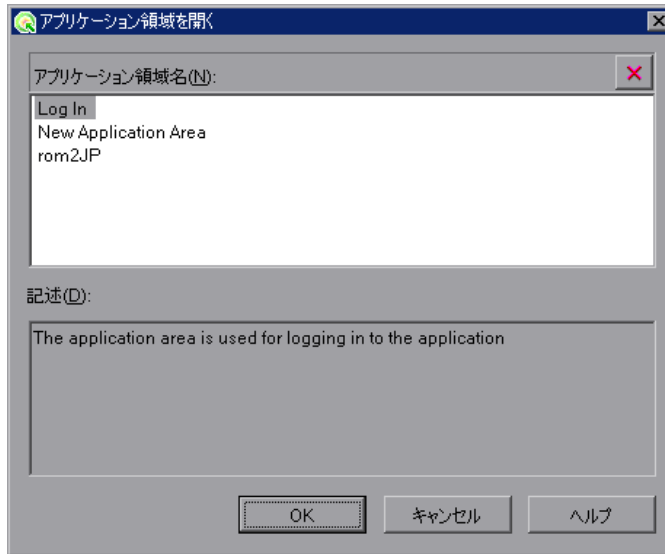 アプリケーション領域を開く
アプリケーション領域名(N):
Log In
New Application Area
rom2JP
記述(D):
The application area is used for logging in to the application
OK
キャンセル
ヘルプ